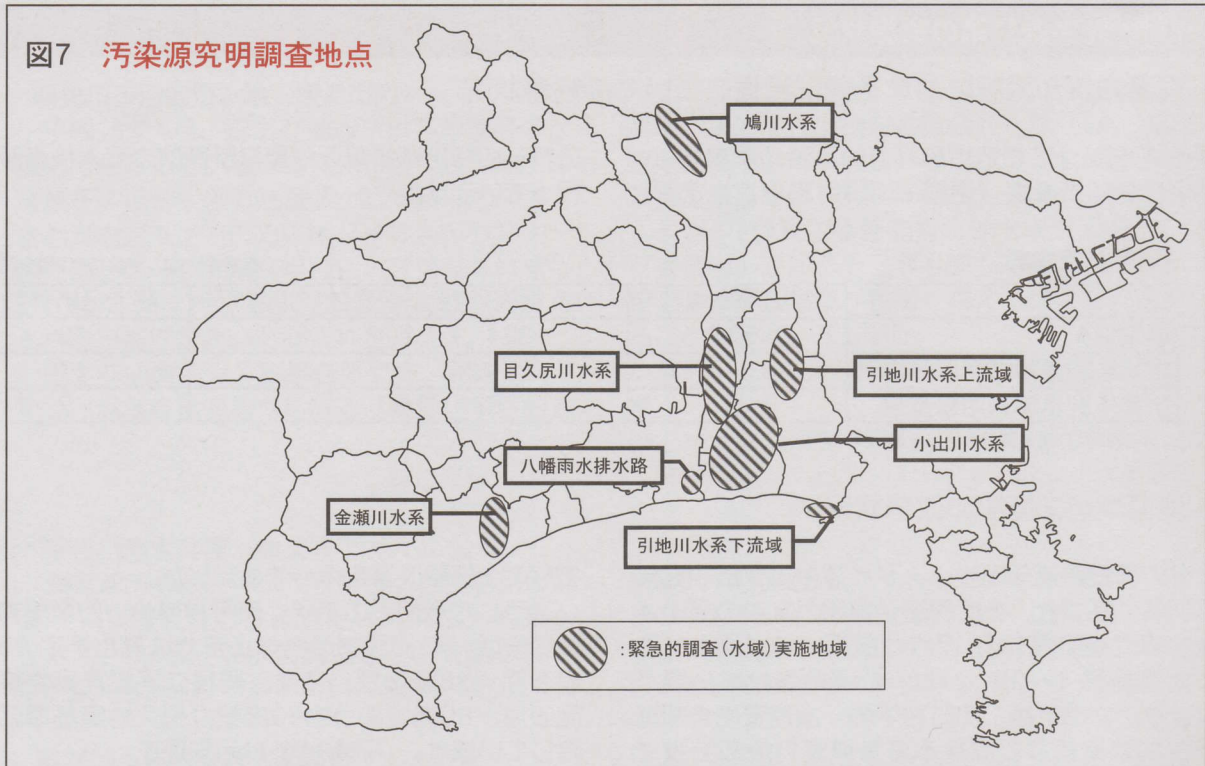 図7 汚染源究明調査地点
鳩川水系
目久尻川水系
引地川水系上流域
小出川水系
八幡雨水排水路
金瀬川水系
引地川水系下流域
:緊急的調査(水域)実施地域